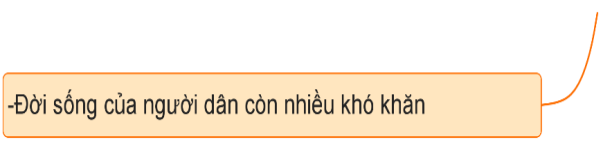 -Đời sống của người dân còn nhiều khó khăn